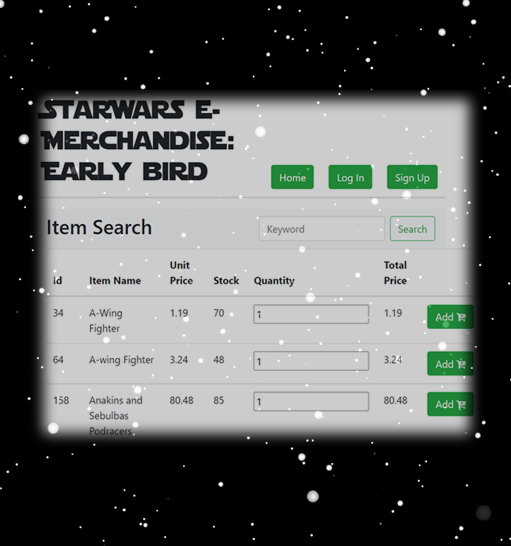 STARWARS E-
MERCHANDISE:
EARLY BIRD
Home Log In Sign Up
Item Search
Keyword
Search
Id Item Name Unit Price Stock Quantity Total Price
34 A-Wing Fighter 1.19 70 1 1.19 Add
64 A-wing Fighter 3.24 48 1 3.24 Add
158 Anakins and Sebulbas Podracers 80.48 85 1 80.48 Add